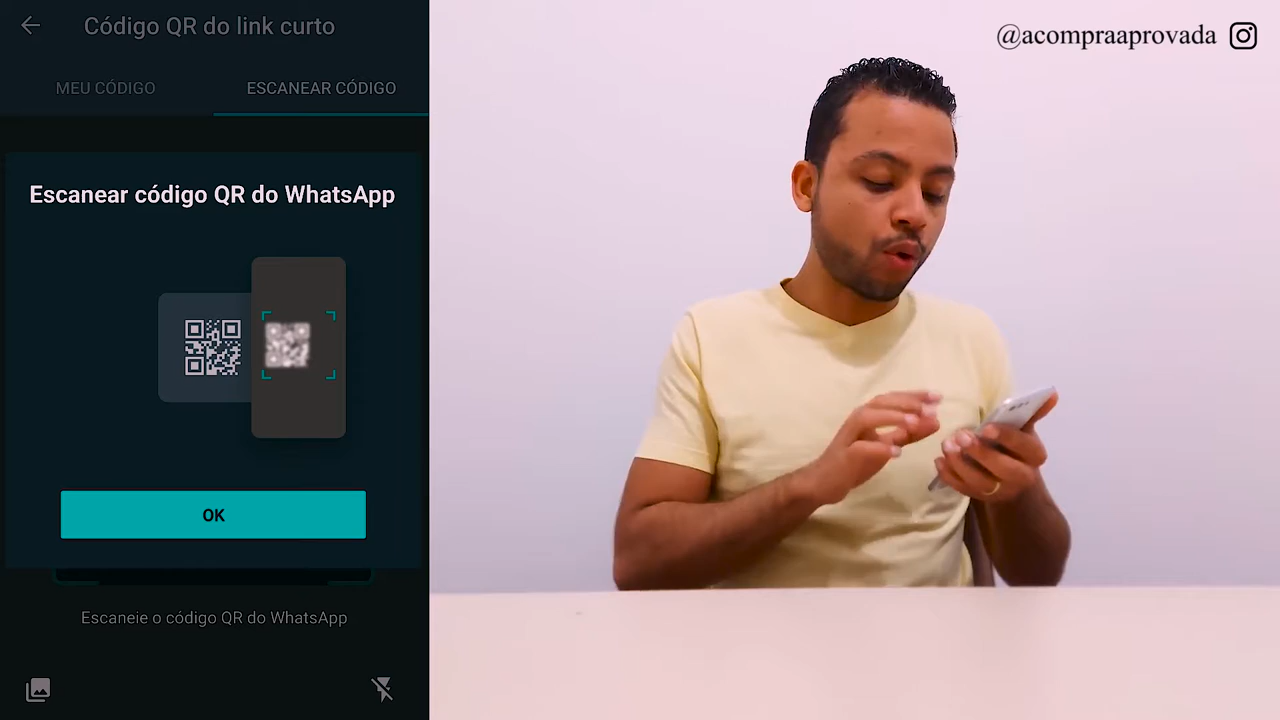 Código QR do link curto
MEU CÓDIGO
ESCANEAR CÓDIGO
Escanear código QR do WhatsApp
OK
Escaneie o código QR do WhatsApp
@acompraaprovada